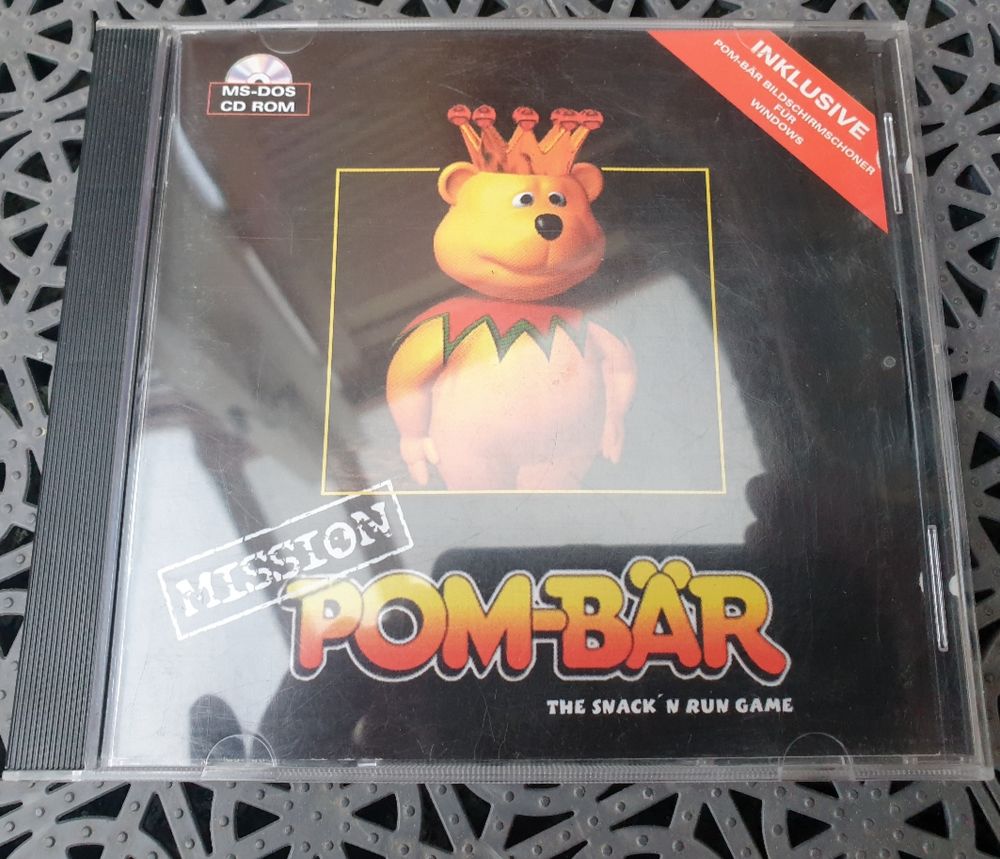 MS-DOS
CD ROM
INKLUSIVE
POM-BÄR BILDSCHIRMSCHONER
FÜR
WINDOWS
MISSION
POM-BÄR
THE SNACK´N RUN GAME